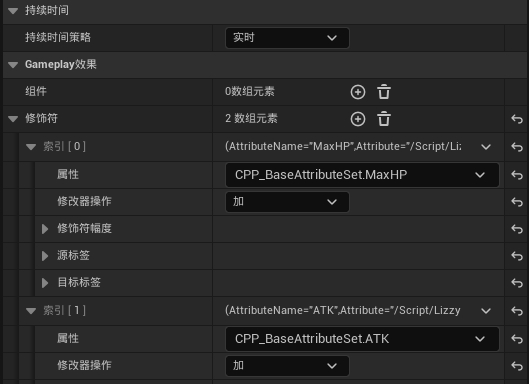 持续时间
持续时间策略 实时
Gameplay效果
组件 0数组元素
修饰符 2 数组元素
索引 [ 0 ] (AttributeName="MaxHP",Attribute="/Script/Li:
属性 CPP_BaseAttributeSet.MaxHP
修改器操作 加
修饰符幅度
源标签
目标标签
索引 [ 1 ] (AttributeName="ATK",Attribute="/Script/Lizzy
属性 CPP_BaseAttributeSet.ATK
修改器操作 加